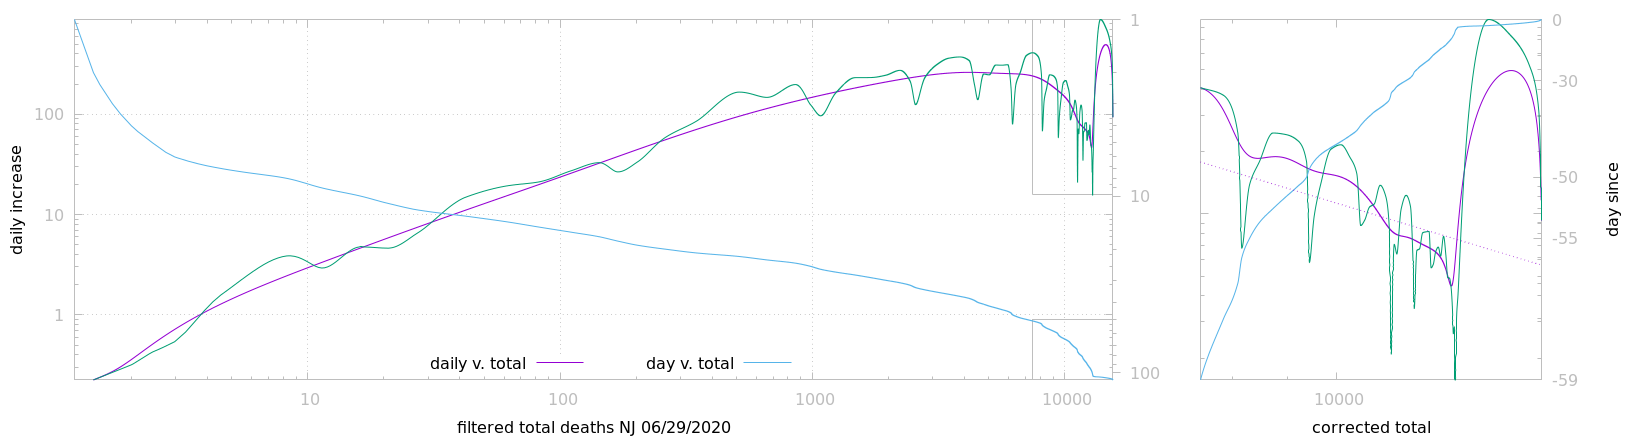 1
0
100
-30
10
-50
10
-55
1
daily increase
day since
daily v. total
day v. total
100
-59
10
100
1000
10000
10000
filtered total deaths NJ 06/29/2020
corrected total